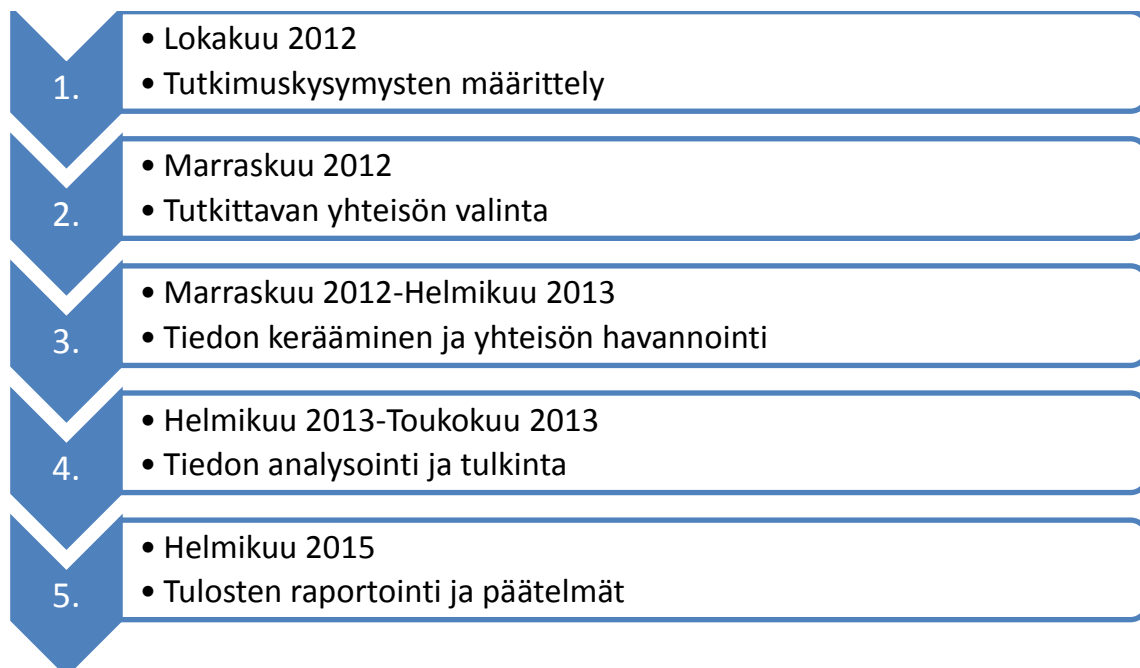 1.
• Lokakuu 2012
• Tutkimuskysymysten määrittely
2.
• Marraskuu 2012
• Tutkittavan yhteisön valinta
3.
• Marraskuu 2012-Helmikuu 2013
• Tiedon kerääminen ja yhteisön havannointi
4.
• Helmikuu 2013-Toukokuu 2013
• Tiedon analysointi ja tulkinta
5.
• Helmikuu 2015
• Tulosten raportointi ja päätelmät